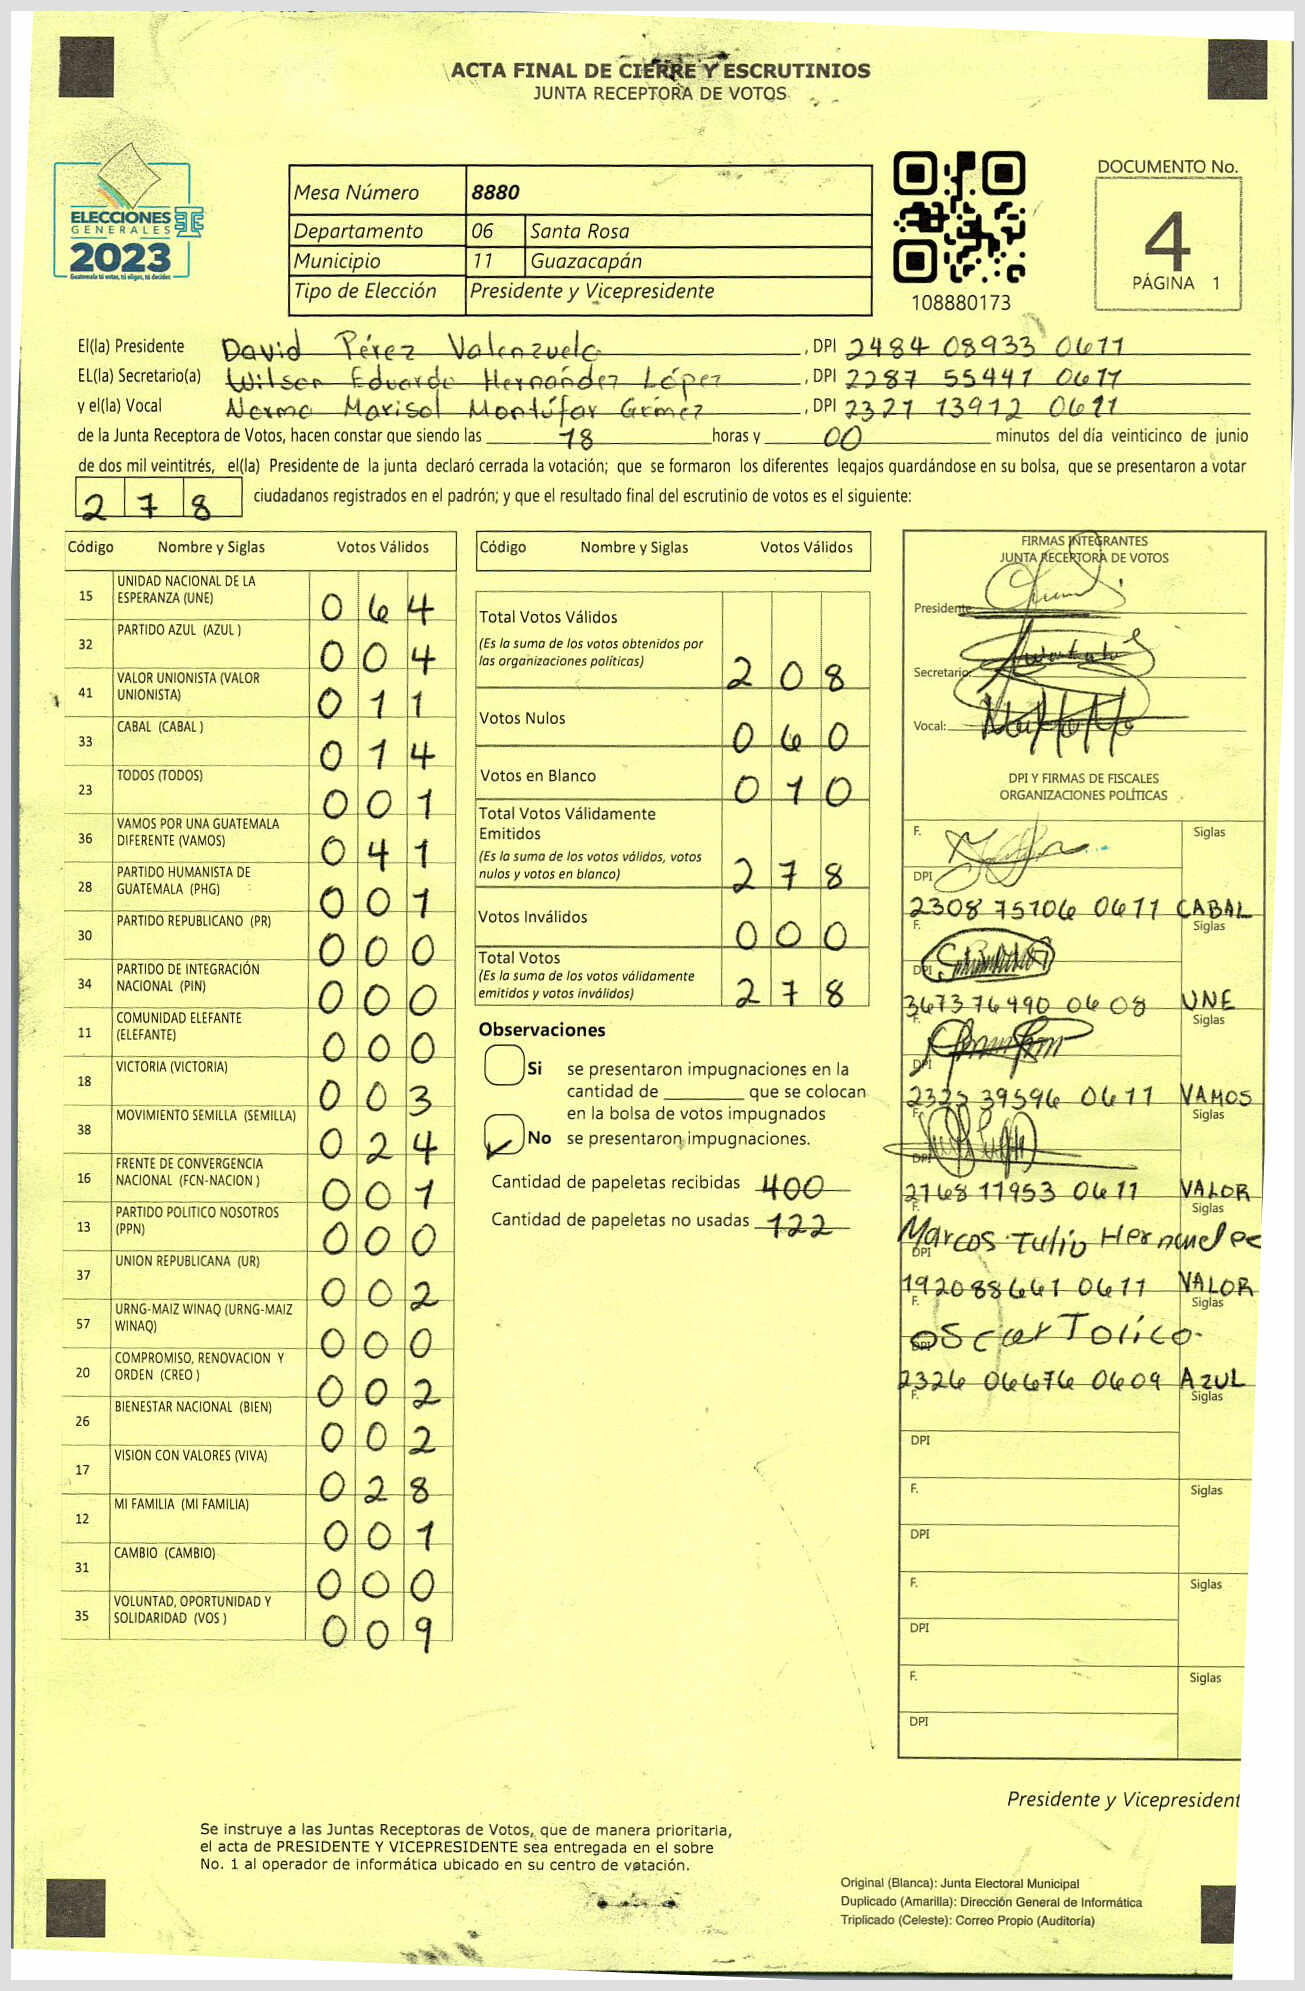 ACTA FINAL DE CIERRE Y ESCRUTINIOS
JUNTA RECEPTORA DE VOTOS
ELECCIONES
GENERALES
2023
Guatemala tú votas, tú eliges, tú decides
Mesa Número 8880
Departamento 06 Santa Rosa
Municipio 11 Guazacapán
Tipo de Elección Presidente y Vicepresidente
108880173
DOCUMENTO No.
4
PÁGINA 1
El(la) Presidente David Pérez Valenzuela, DPI 2484 08933 0611
EL(la) Secretario(a) Wilson Eduardo Hernández López, DPI 2287 55441 0611
y el(la) Vocal Norma Marisol Montúfar Gómez, DPI 2327 13912 0611
de la Junta Receptora de Votos, hacen constar que siendo las 18 horas y 00 minutos del día veinticinco de junio
de dos mil veintitrés, el(la) Presidente de la junta declaró cerrada la votación; que se formaron los diferentes legajos quardándose en su bolsa, que se presentaron a votar
2 7 8 ciudadanos registrados en el padrón; y que el resultado final del escrutinio de votos es el siguiente:
Código Nombre y Siglas Votos Válidos
15 UNIDAD NACIONAL DE LA
ESPERANZA (UNE) 0 6 4
32 PARTIDO AZUL (AZUL ) 0 0 4
41 VALOR UNIONISTA (VALOR
UNIONISTA) 0 1 1
33 CABAL (CABAL ) 0 1 4
23 TODOS (TODOS) 0 0 1
36 VAMOS POR UNA GUATEMALA
DIFERENTE (VAMOS) 0 4 1
28 PARTIDO HUMANISTA DE
GUATEMALA (PHG) 0 0 1
30 PARTIDO REPUBLICANO (PR) 0 0 0
34 PARTIDO DE INTEGRACIÓN
NACIONAL (PIN) 0 0 0
11 COMUNIDAD ELEFANTE
(ELEFANTE) 0 0 0
18 VICTORIA (VICTORIA) 0 0 3
38 MOVIMIENTO SEMILLA (SEMILLA) 0 2 4
16 FRENTE DE CONVERGENCIA
NACIONAL (FCN-NACION ) 0 0 1
13 PARTIDO POLITICO NOSOTROS
(PPN) 0 0 0
37 UNION REPUBLICANA (UR) 0 0 2
57 URNG-MAIZ WINAQ (URNG-MAIZ
WINAQ) 0 0 0
20 COMPROMISO, RENOVACION Y
ORDEN (CREO ) 0 0 2
26 BIENESTAR NACIONAL (BIEN) 0 0 2
17 VISION CON VALORES (VIVA) 0 2 8
12 MI FAMILIA (MI FAMILIA) 0 0 1
31 CAMBIO (CAMBIO) 0 0 0
35 VOLUNTAD, OPORTUNIDAD Y
SOLIDARIDAD (VOS ) 0 0 9
Código Nombre y Siglas Votos Válidos
Total Votos Válidos
(Es la suma de los votos obtenidos por
las organizaciones políticas) 2 0 8
Votos Nulos 0 6 0
Votos en Blanco 0 1 0
Total Votos Válidamente
Emitidos
(Es la suma de los votos válidos, votos
nulos y votos en blanco) 2 7 8
Votos Inválidos 0 0 0
Total Votos
(Es la suma de los votos válidamente
emitidos y votos inválidos) 2 7 8
Observaciones
Si se presentaron impugnaciones en la
cantidad de ________ que se colocan
en la bolsa de votos impugnados
No se presentaron impugnaciones.
Cantidad de papeletas recibidas 400
Cantidad de papeletas no usadas 122
FIRMAS INTEGRANTES
JUNTA RECEPTORA DE VOTOS
Presidente:
Secretario:
Vocal:
DPI Y FIRMAS DE FISCALES
ORGANIZACIONES POLÍTICAS
F. Siglas
DPI
2308 75106 0611 CABAL
F. Siglas
DPI
3673 76490 0608 UNE
F. Siglas
DPI
2325 39596 0611 VAMOS
F. Siglas
DPI
2768 11953 0611 VALOR
F. Siglas
Marcos Tulio
DPI
1920 88661 0611 VALOR
F. Siglas
Oscar
DPI
2326 06676 0609 AZUL
F. Siglas
DPI
F. Siglas
DPI
F. Siglas
DPI
F. Siglas
DPI
Presidente y Vicepresident
Se instruye a las Juntas Receptoras de Votos, que de manera prioritaria,
el acta de PRESIDENTE Y VICEPRESIDENTE sea entregada en el sobre
No. 1 al operador de informática ubicado en su centro de votación.
Original (Blanca): Junta Electoral Municipal
Duplicado (Amarilla): Dirección General de Informática
Triplicado (Celeste): Correo Propio (Auditoría)